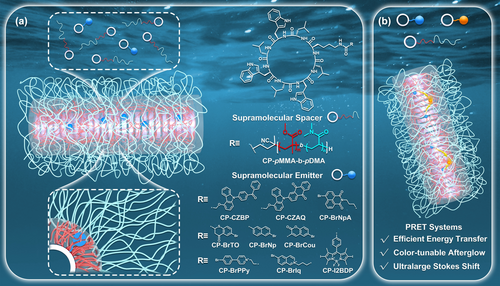 (a)
Supramolecular Spacer
R=
CP-pMMA-b-pDMA
Supramolecular Emitter
R=
CP-CZBP
CP-CZAQ
CP-BrNpA
R=
CP-BrTO
CP-BrNp
CP-BrCou
R=
CP-BrPPy
CP-BrIq
CP-I2BDP
(b)
PRET Systems
✓ Efficient Energy Transfer
✓ Color-tunable Afterglow
✓ Ultralarge Stokes Shift